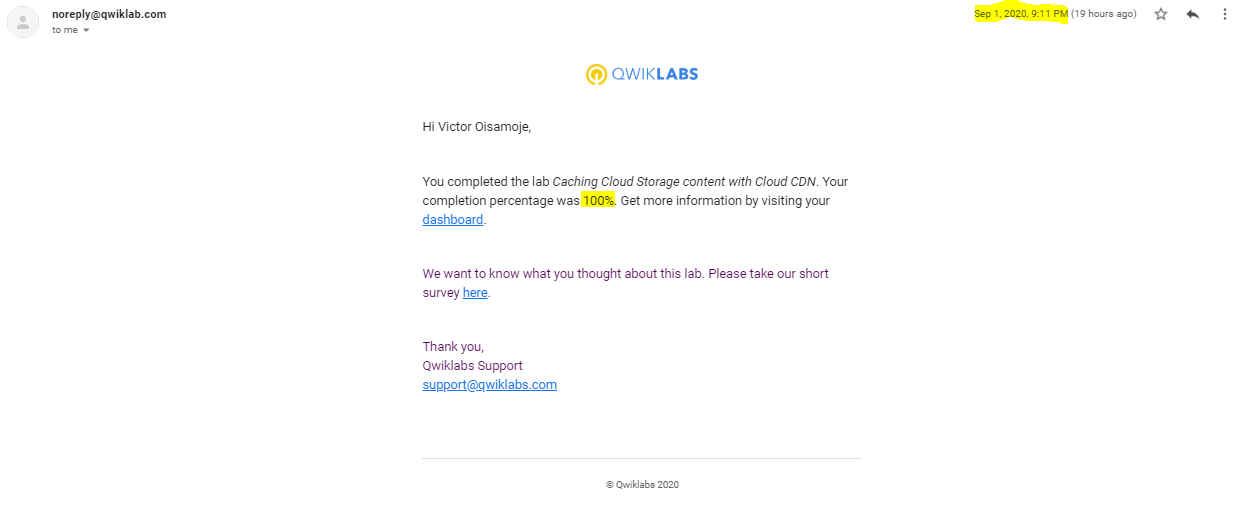 noreply@qwiklab.com
Sep 1, 2020, 9:11 PM (19 hours ago)
to me
QWIKLABS
Hi Victor Oisamoje,
You completed the lab Caching Cloud Storage content with Cloud CDN. Your
completion percentage was 100%. Get more information by visiting your
dashboard.
We want to know what you thought about this lab. Please take our short
survey here.
Thank you,
Qwiklabs Support
support@qwiklabs.com
© Qwiklabs 2020